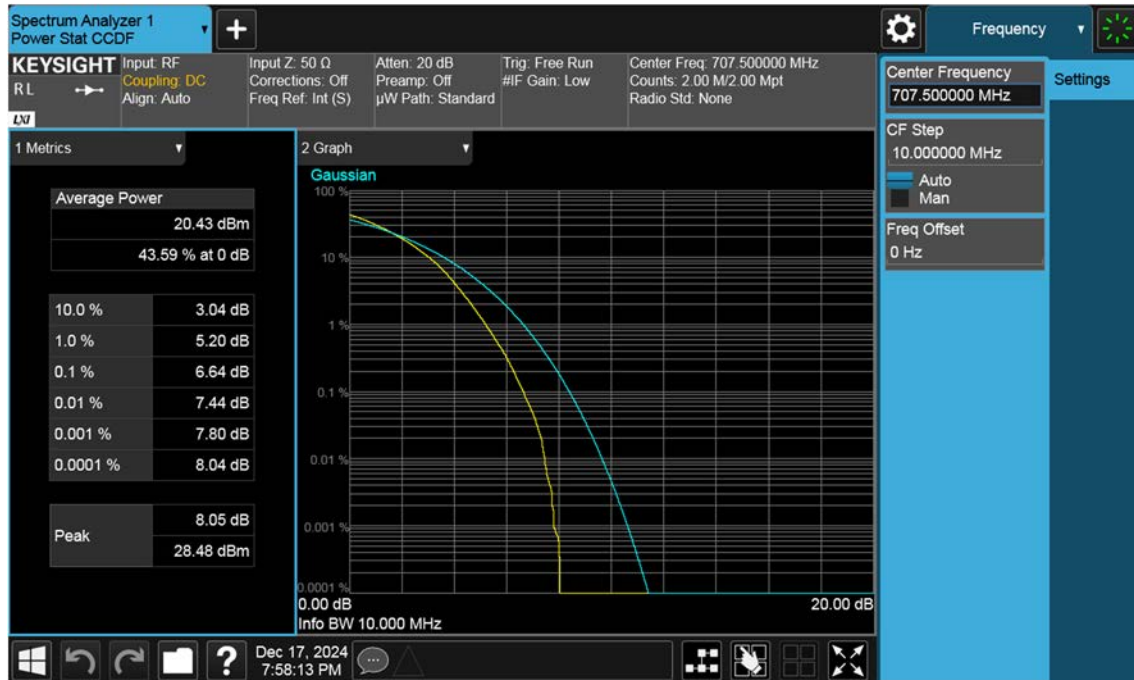 Spectrum Analyzer 1
Power Stat CCDF
Frequency
KEYSIGHT
RL
LXI
Input: RF
Coupling: DC
Align: Auto
Input Z: 50 Ω
Corrections: Off
Freq Ref: Int (S)
Atten: 20 dB
Preamp: Off
µW Path: Standard
Trig: Free Run
#IF Gain: Low
Center Freq: 707.500000 MHz
Counts: 2.00 M/2.00 Mpt
Radio Std: None
Center Frequency
707.500000 MHz
Settings
CF Step
10.000000 MHz
Auto
Man
Freq Offset
0 Hz
1 Metrics
Average Power
20.43 dBm
43.59 % at 0 dB
10.0 % 3.04 dB
1.0 % 5.20 dB
0.1 % 6.64 dB
0.01 % 7.44 dB
0.001 % 7.80 dB
0.0001 % 8.04 dB
Peak
8.05 dB
28.48 dBm
2 Graph
Gaussian
100 %
10 %
1 %
0.1 %
0.01 %
0.001 %
0.0001 %
0.00 dB 20.00 dB
Info BW 10.000 MHz
?
Dec 17, 2024
7:58:13 PM